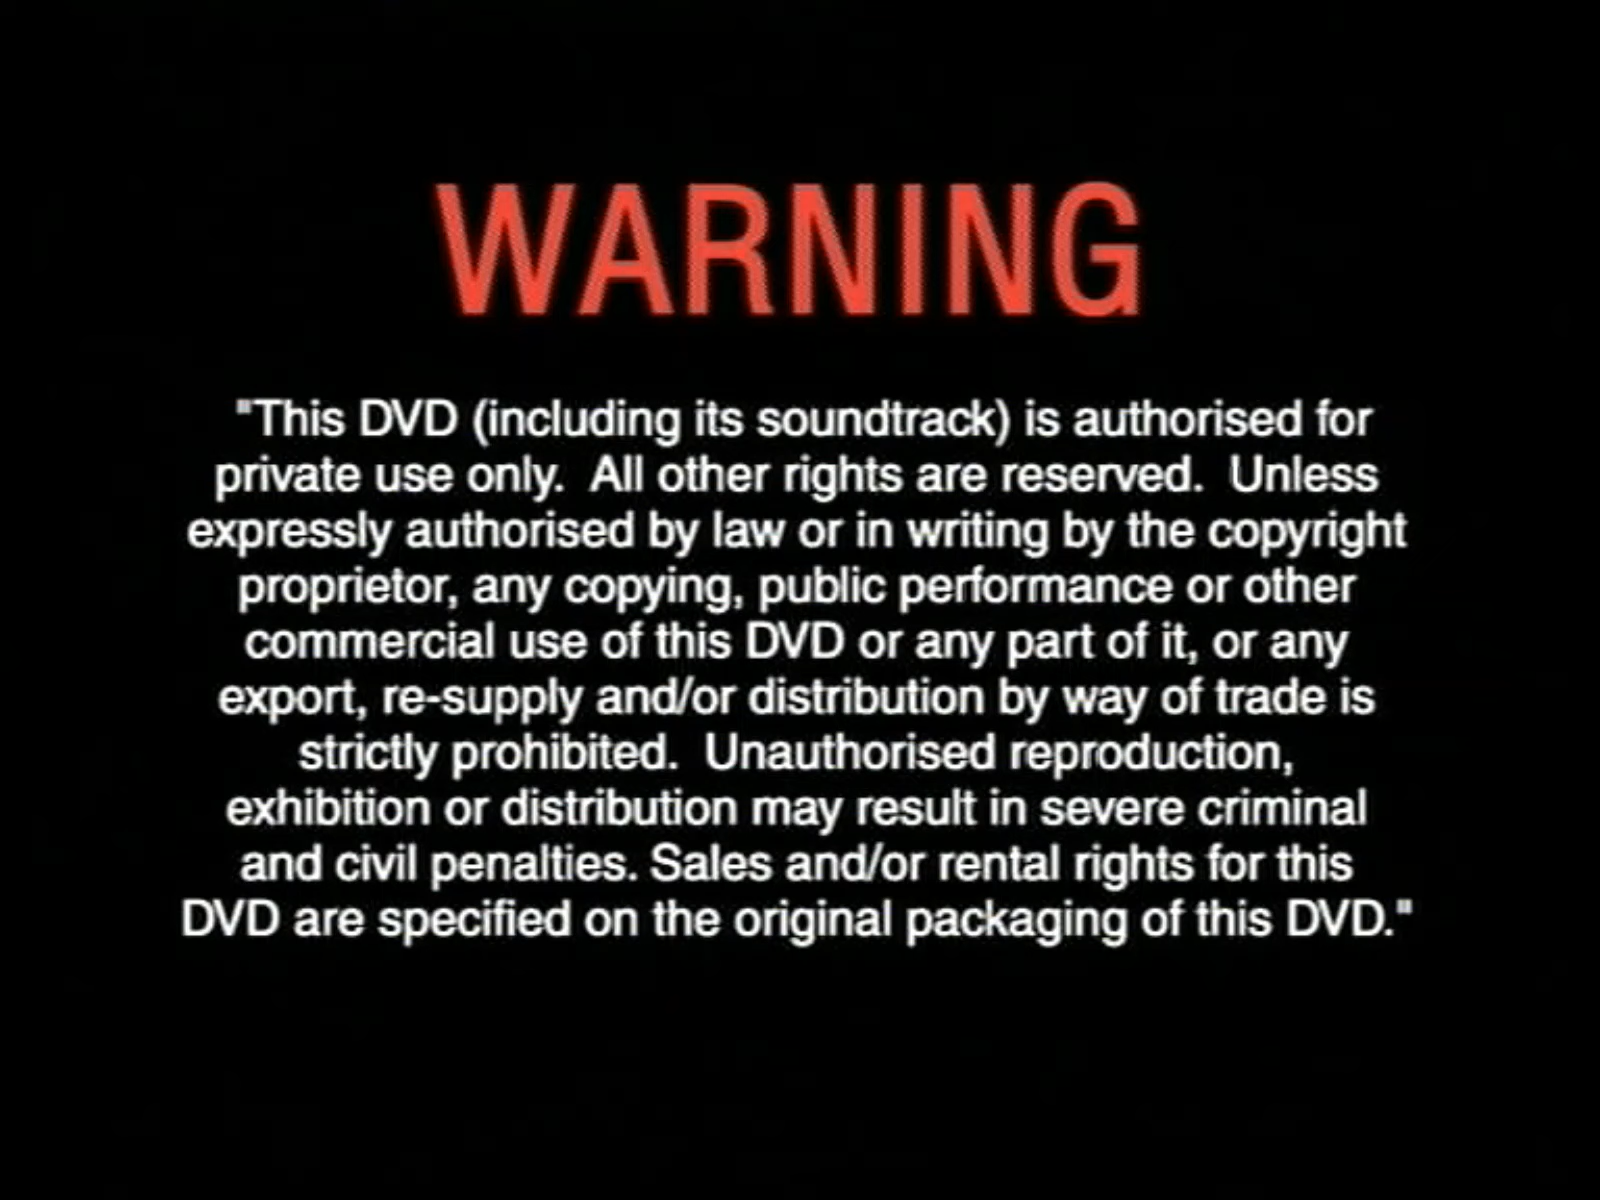 WARNING
"This DVD (including its soundtrack) is authorised for
private use only.  All other rights are reserved.  Unless
expressly authorised by law or in writing by the copyright
proprietor, any copying, public performance or other
commercial use of this DVD or any part of it, or any
export, re-supply and/or distribution by way of trade is
strictly prohibited.  Unauthorised reproduction,
exhibition or distribution may result in severe criminal
and civil penalties. Sales and/or rental rights for this
DVD are specified on the original packaging of this DVD."